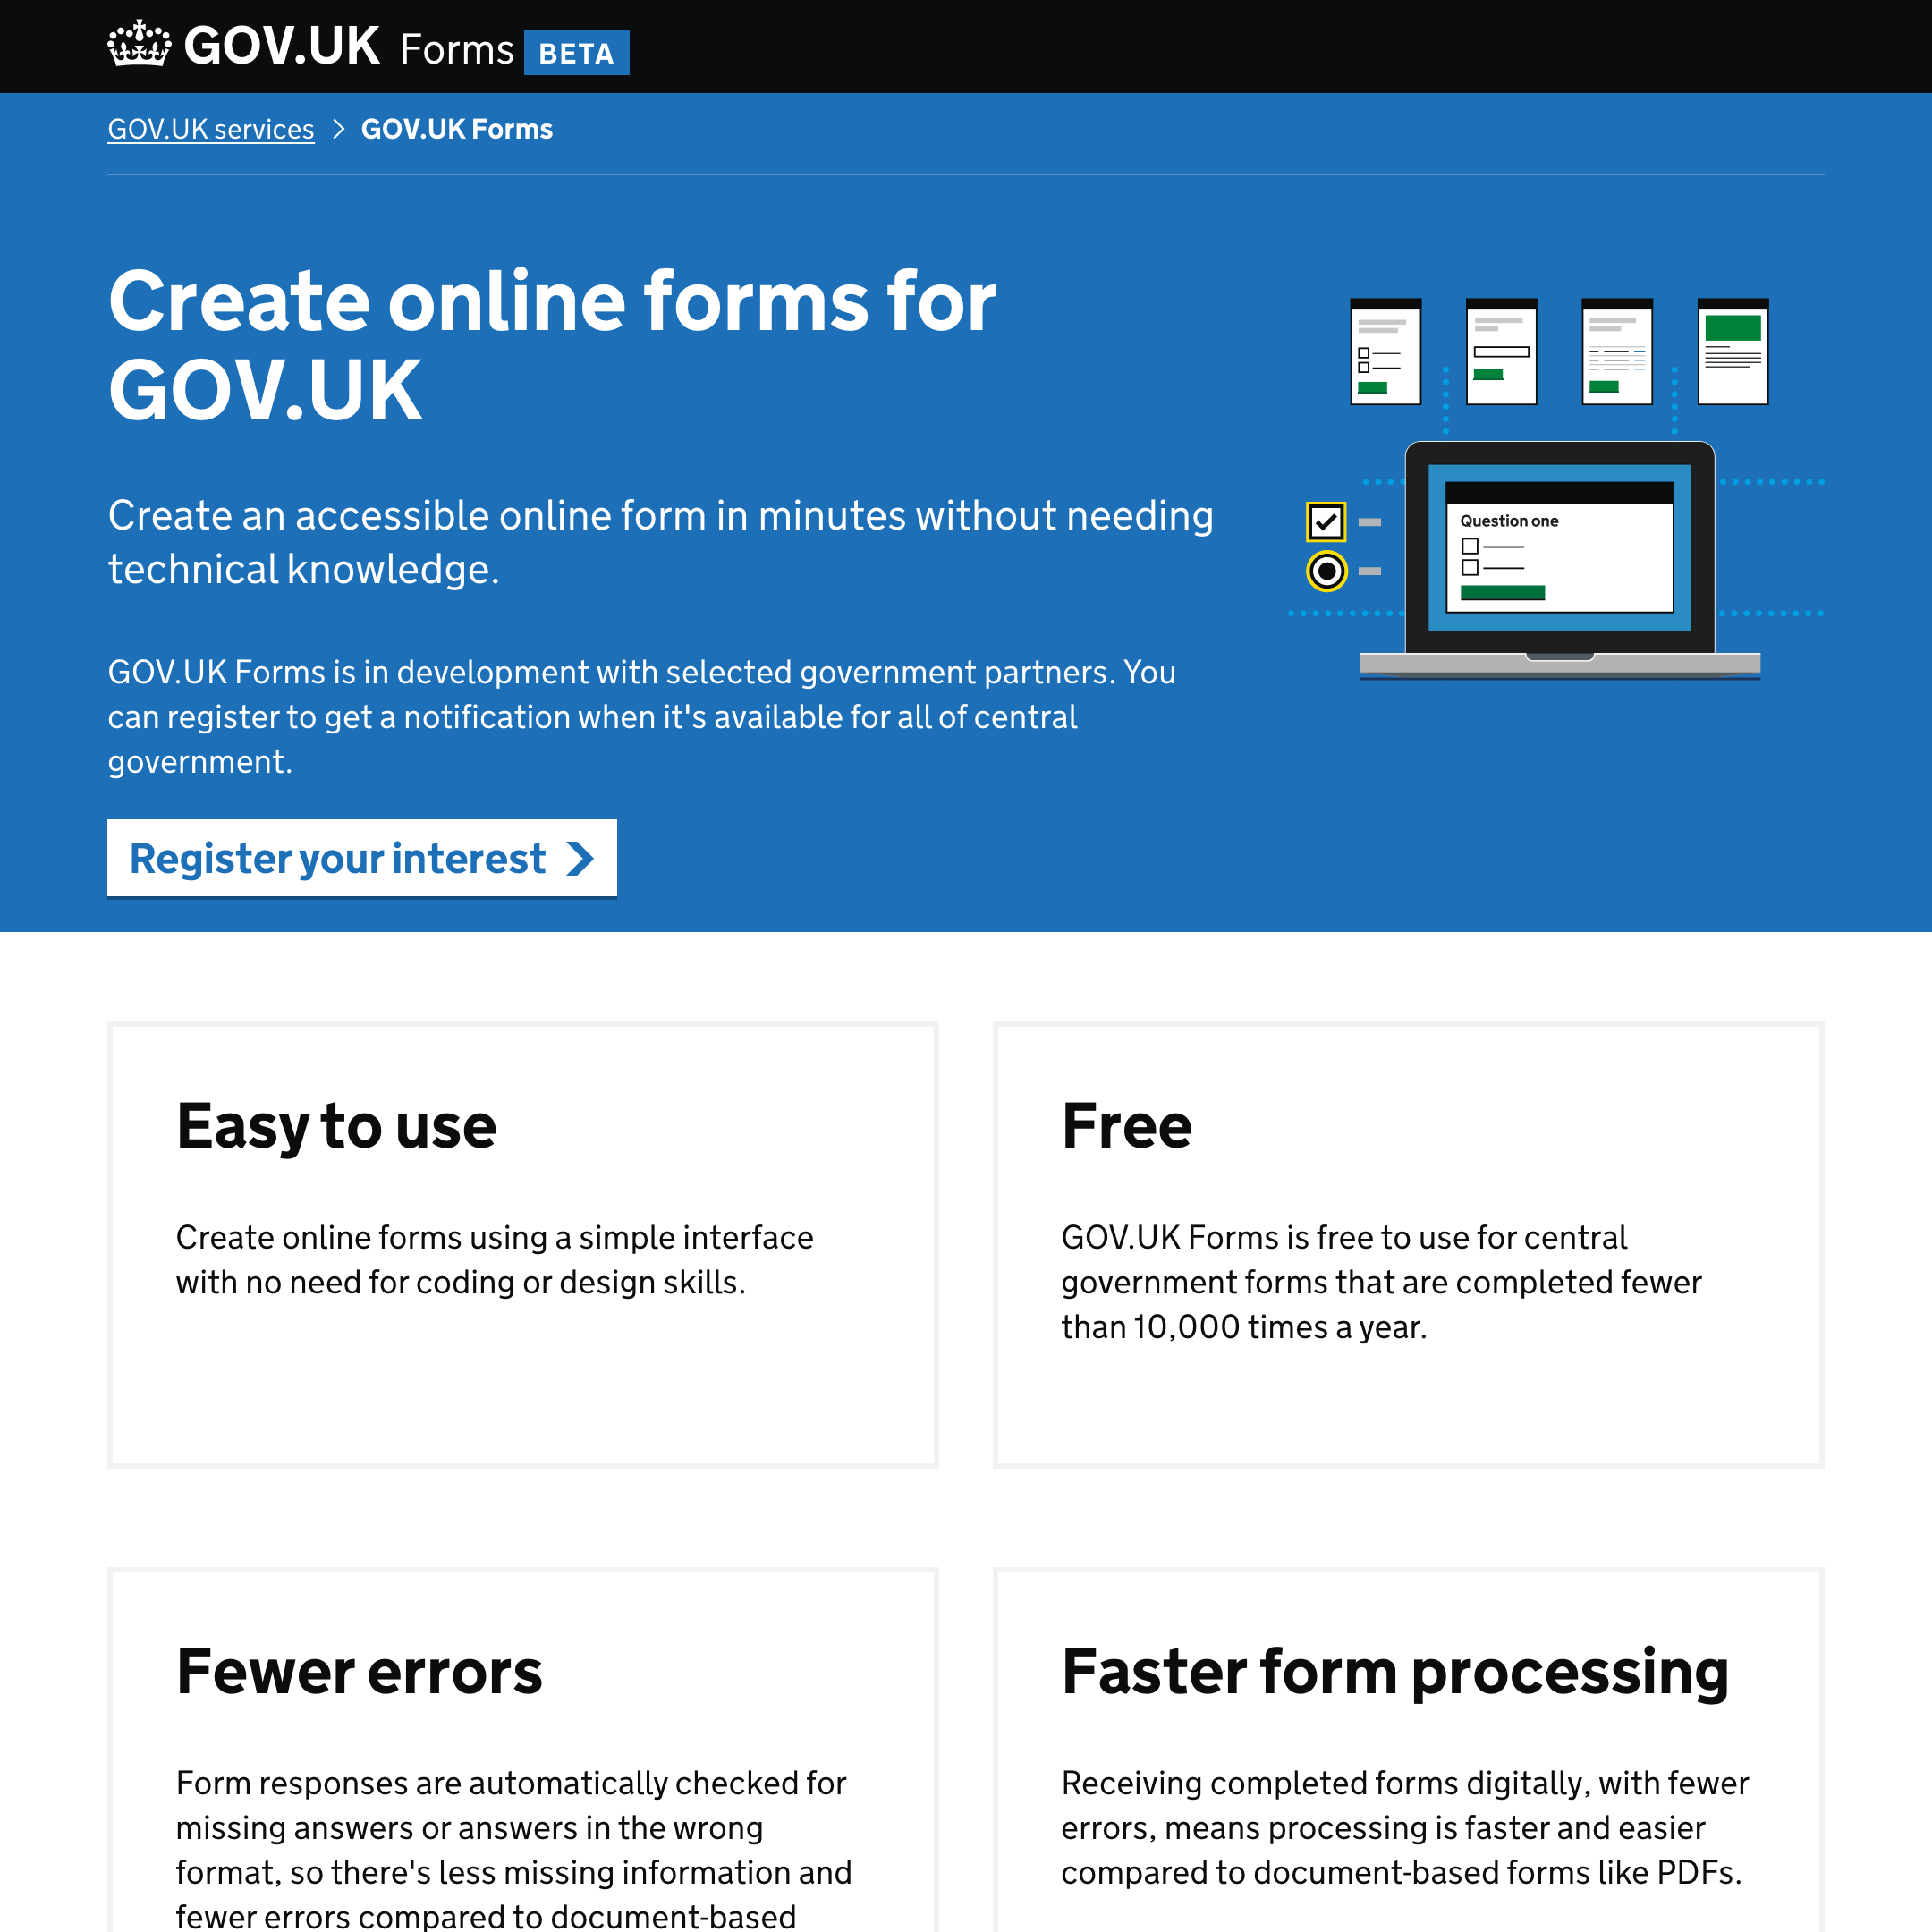 GOV.UK Forms BETA
GOV.UK services > GOV.UK Forms
Create online forms for
GOV.UK
Create an accessible online form in minutes without needing
technical knowledge.
GOV.UK Forms is in development with selected government partners. You
can register to get a notification when it's available for all of central
government.
Register your interest
Question one
Easy to use
Create online forms using a simple interface
with no need for coding or design skills.
Free
GOV.UK Forms is free to use for central
government forms that are completed fewer
than 10,000 times a year.
Fewer errors
Form responses are automatically checked for
missing answers or answers in the wrong
format, so there's less missing information and
fewer errors compared to document-based
Faster form processing
Receiving completed forms digitally, with fewer
errors, means processing is faster and easier
compared to document-based forms like PDFs.